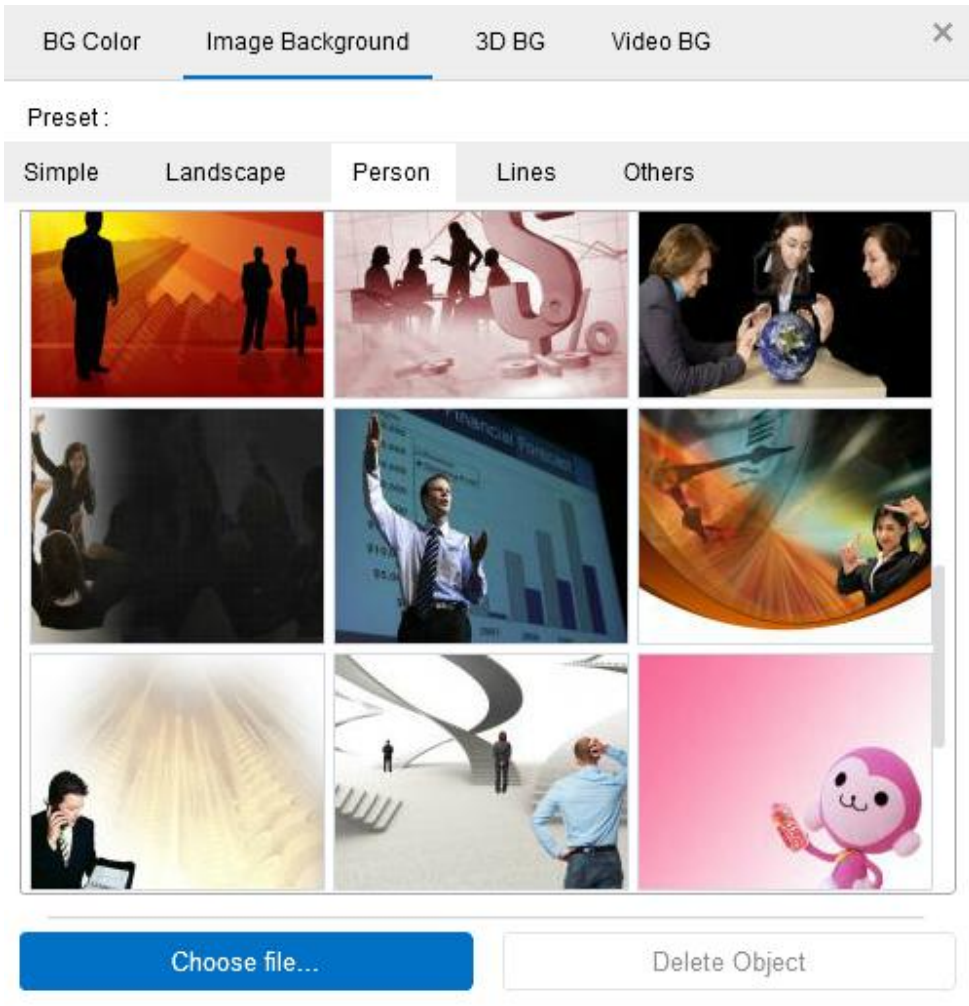 BG Color Image Background 3D BG Video BG ×
Preset :
Simple Landscape Person Lines Others
$
%
Financial Forecast
Choose file... Delete Object